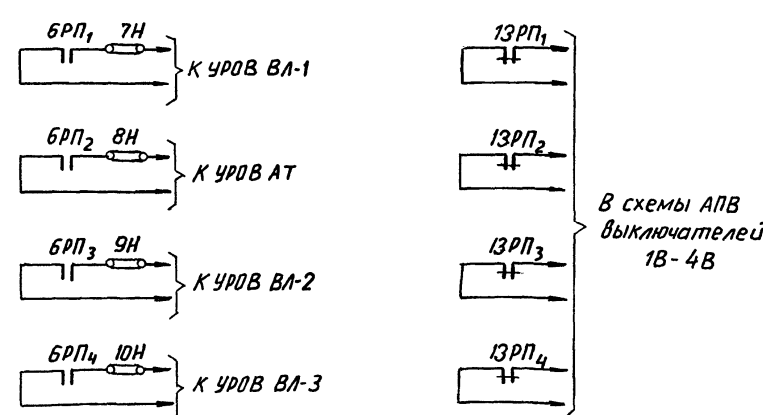 6РП₁ 7Н
К УРОВ ВЛ-1
6РП₂ 8Н
К УРОВ АТ
6РП₃ 9Н
К УРОВ ВЛ-2
6РП₄ 10Н
К УРОВ ВЛ-3
13РП₁
13РП₂
13РП₃
13РП₄
В схемы АПВ
выключателей
1В-4В